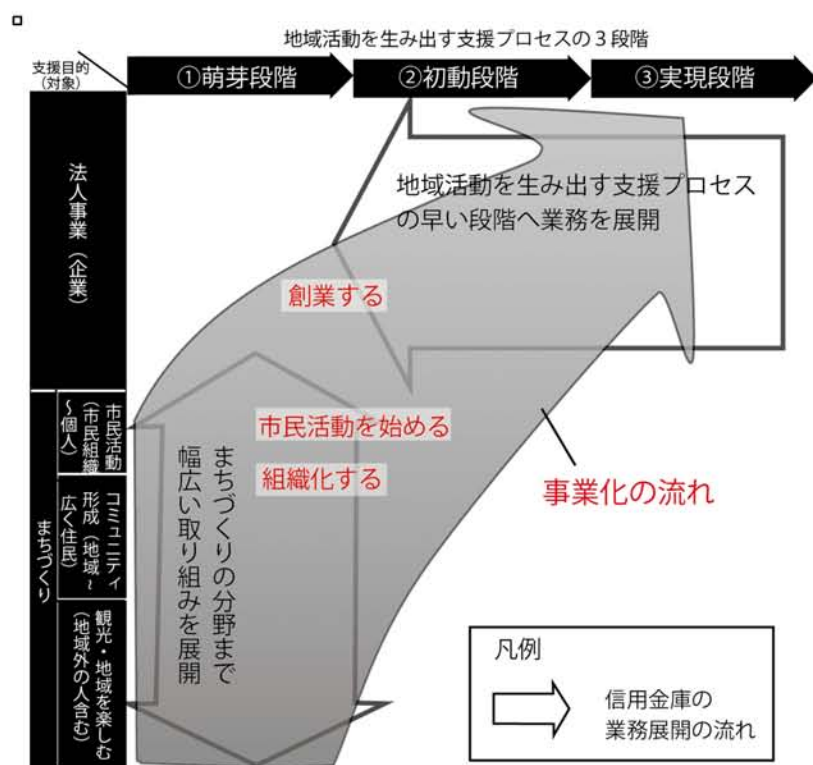 地域活動を生み出す支援プロセスの３段階
支援目的
（対象）
①萌芽段階
②初動段階
③実現段階
法人事業（企業）
地域活動を生み出す支援プロセス
の早い段階へ業務を展開
創業する
まちづくり
市民活動
（市民組織
～個人）
市民活動を始める
組織化する
まちづくりの分野まで
幅広い取り組みを展開
事業化の流れ
コミュニティ
形成（地域～
広く住民）
観光・地域を楽しむ
（地域外の人含む）
凡例
信用金庫の
業務展開の流れ